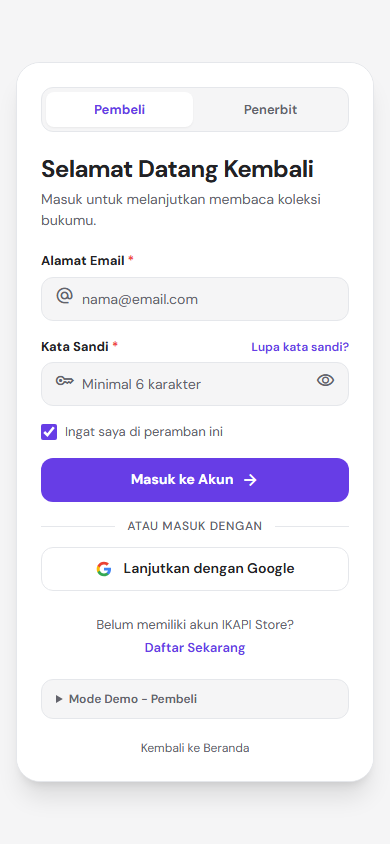 Pembeli
Penerbit
Selamat Datang Kembali
Masuk untuk melanjutkan membaca koleksi
bukumu.
Alamat Email *
nama@email.com
Kata Sandi *
Lupa kata sandi?
Minimal 6 karakter
Ingat saya di peramban ini
Masuk ke Akun →
ATAU MASUK DENGAN
Lanjutkan dengan Google
Belum memiliki akun IKAPI Store?
Daftar Sekarang
Mode Demo - Pembeli
Kembali ke Beranda